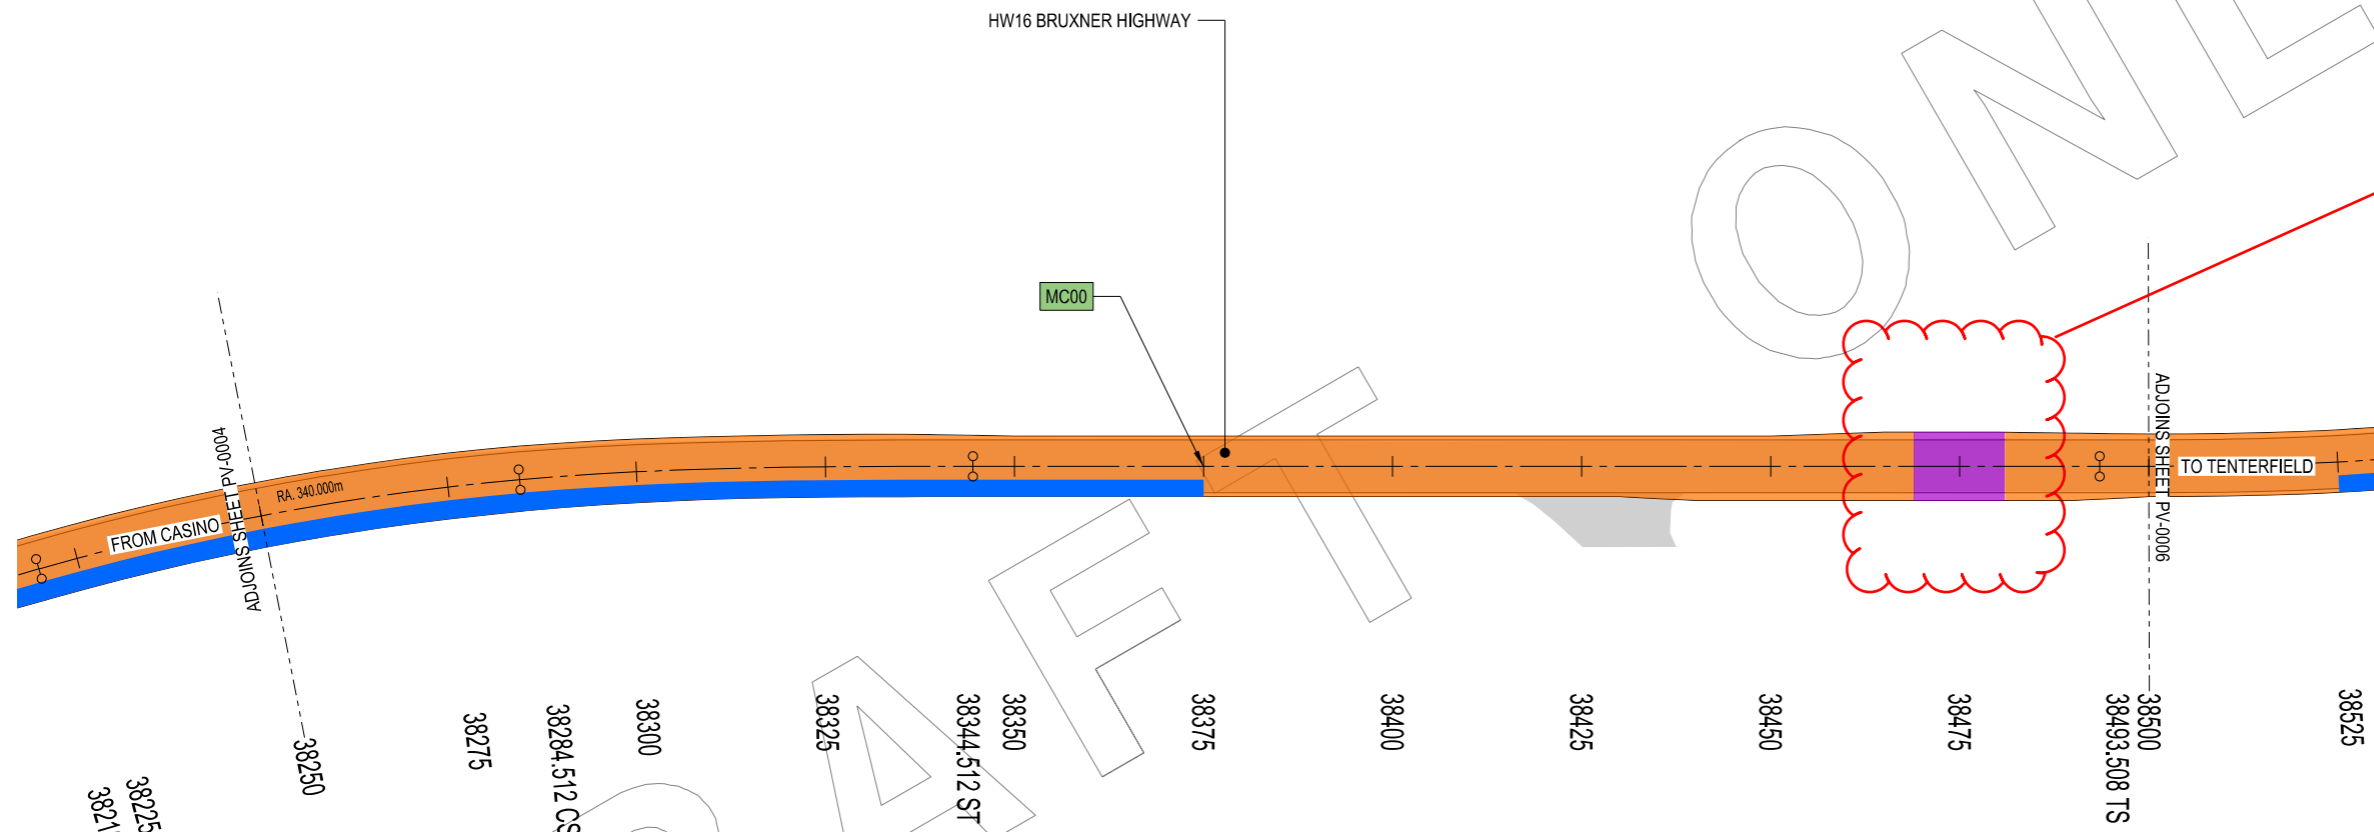 HW16 BRUXNER HIGHWAY
MC00
ADJOINS SHEET PV-0004
RA. 340.000m
FROM CASINO
TO TENTERFIELD
ADJOINS SHEET PV-0006
38225
38250
38275
38284.512 CS
38300
38325
38344.512 ST
38350
38375
38400
38425
38450
38475
38493.508 TS
38500
38525